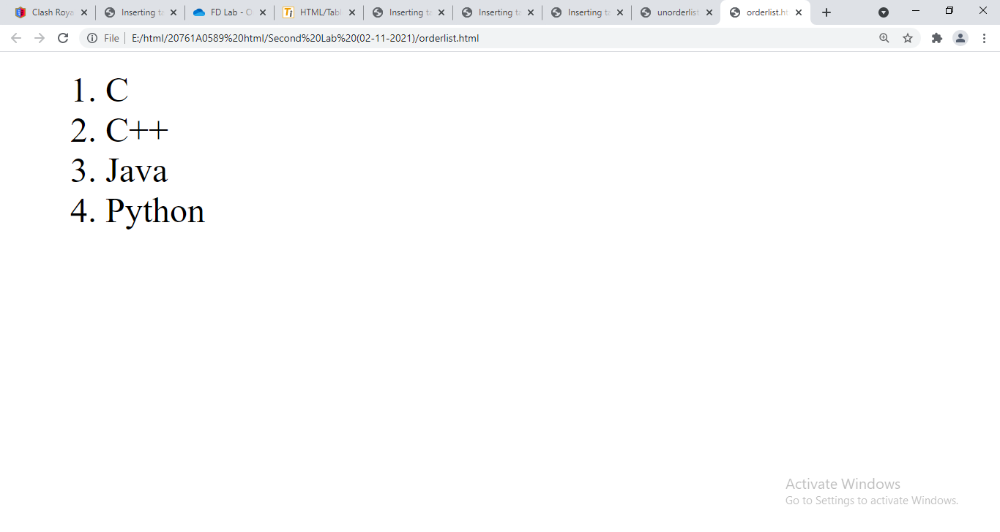 Clash Roya
Inserting ta
FD Lab - O
HTML/Tabl
Inserting ta
Inserting ta
Inserting ta
unorderlist
orderlist.ht
File
E:/html/20761A0589%20html/Second%20Lab%20(02-11-2021)/orderlist.html
1. C
2. C++
3. Java
4. Python
Activate Windows
Go to Settings to activate Windows.